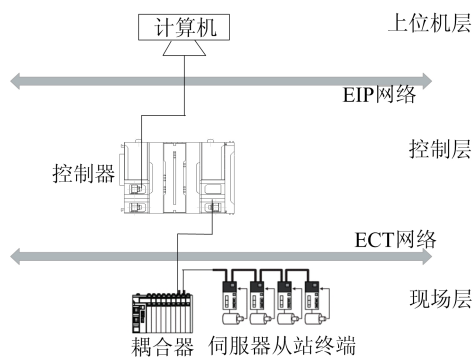 计算机
上位机层
EIP网络
控制层
控制器
ECT网络
现场层
耦合器
伺服器从站终端